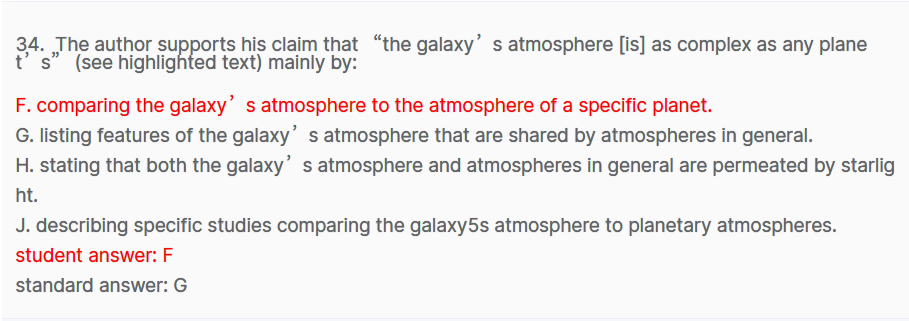 34. The author supports his claim that “the galaxy’s atmosphere [is] as complex as any plane
t’s” (see highlighted text) mainly by:
F. comparing the galaxy’s atmosphere to the atmosphere of a specific planet.
G. listing features of the galaxy’s atmosphere that are shared by atmospheres in general.
H. stating that both the galaxy’s atmosphere and atmospheres in general are permeated by starlig
ht.
J. describing specific studies comparing the galaxy5s atmosphere to planetary atmospheres.
student answer: F
standard answer: G